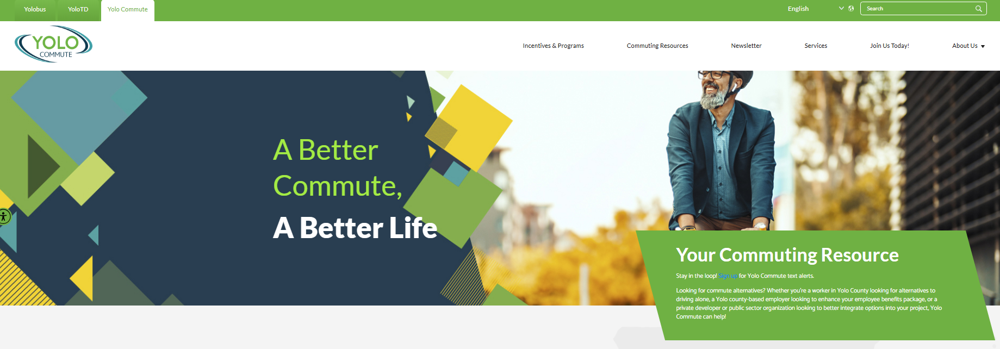 Yolobus
YoloTD
Yolo Commute
English
Search
YOLO
COMMUTE
Incentives & Programs
Commuting Resources
Newsletter
Services
Join Us Today!
About Us
A Better
Commute,
A Better Life
Your Commuting Resource
Stay in the loop! Sign up for Yolo Commute text alerts.
Looking for commute alternatives? Whether you're a worker in Yolo County looking for alternatives to
driving alone, a Yolo county-based employer looking to enhance your employee benefits package, or a
private developer or public sector organization looking to better integrate options into your project, Yolo
Commute can help!